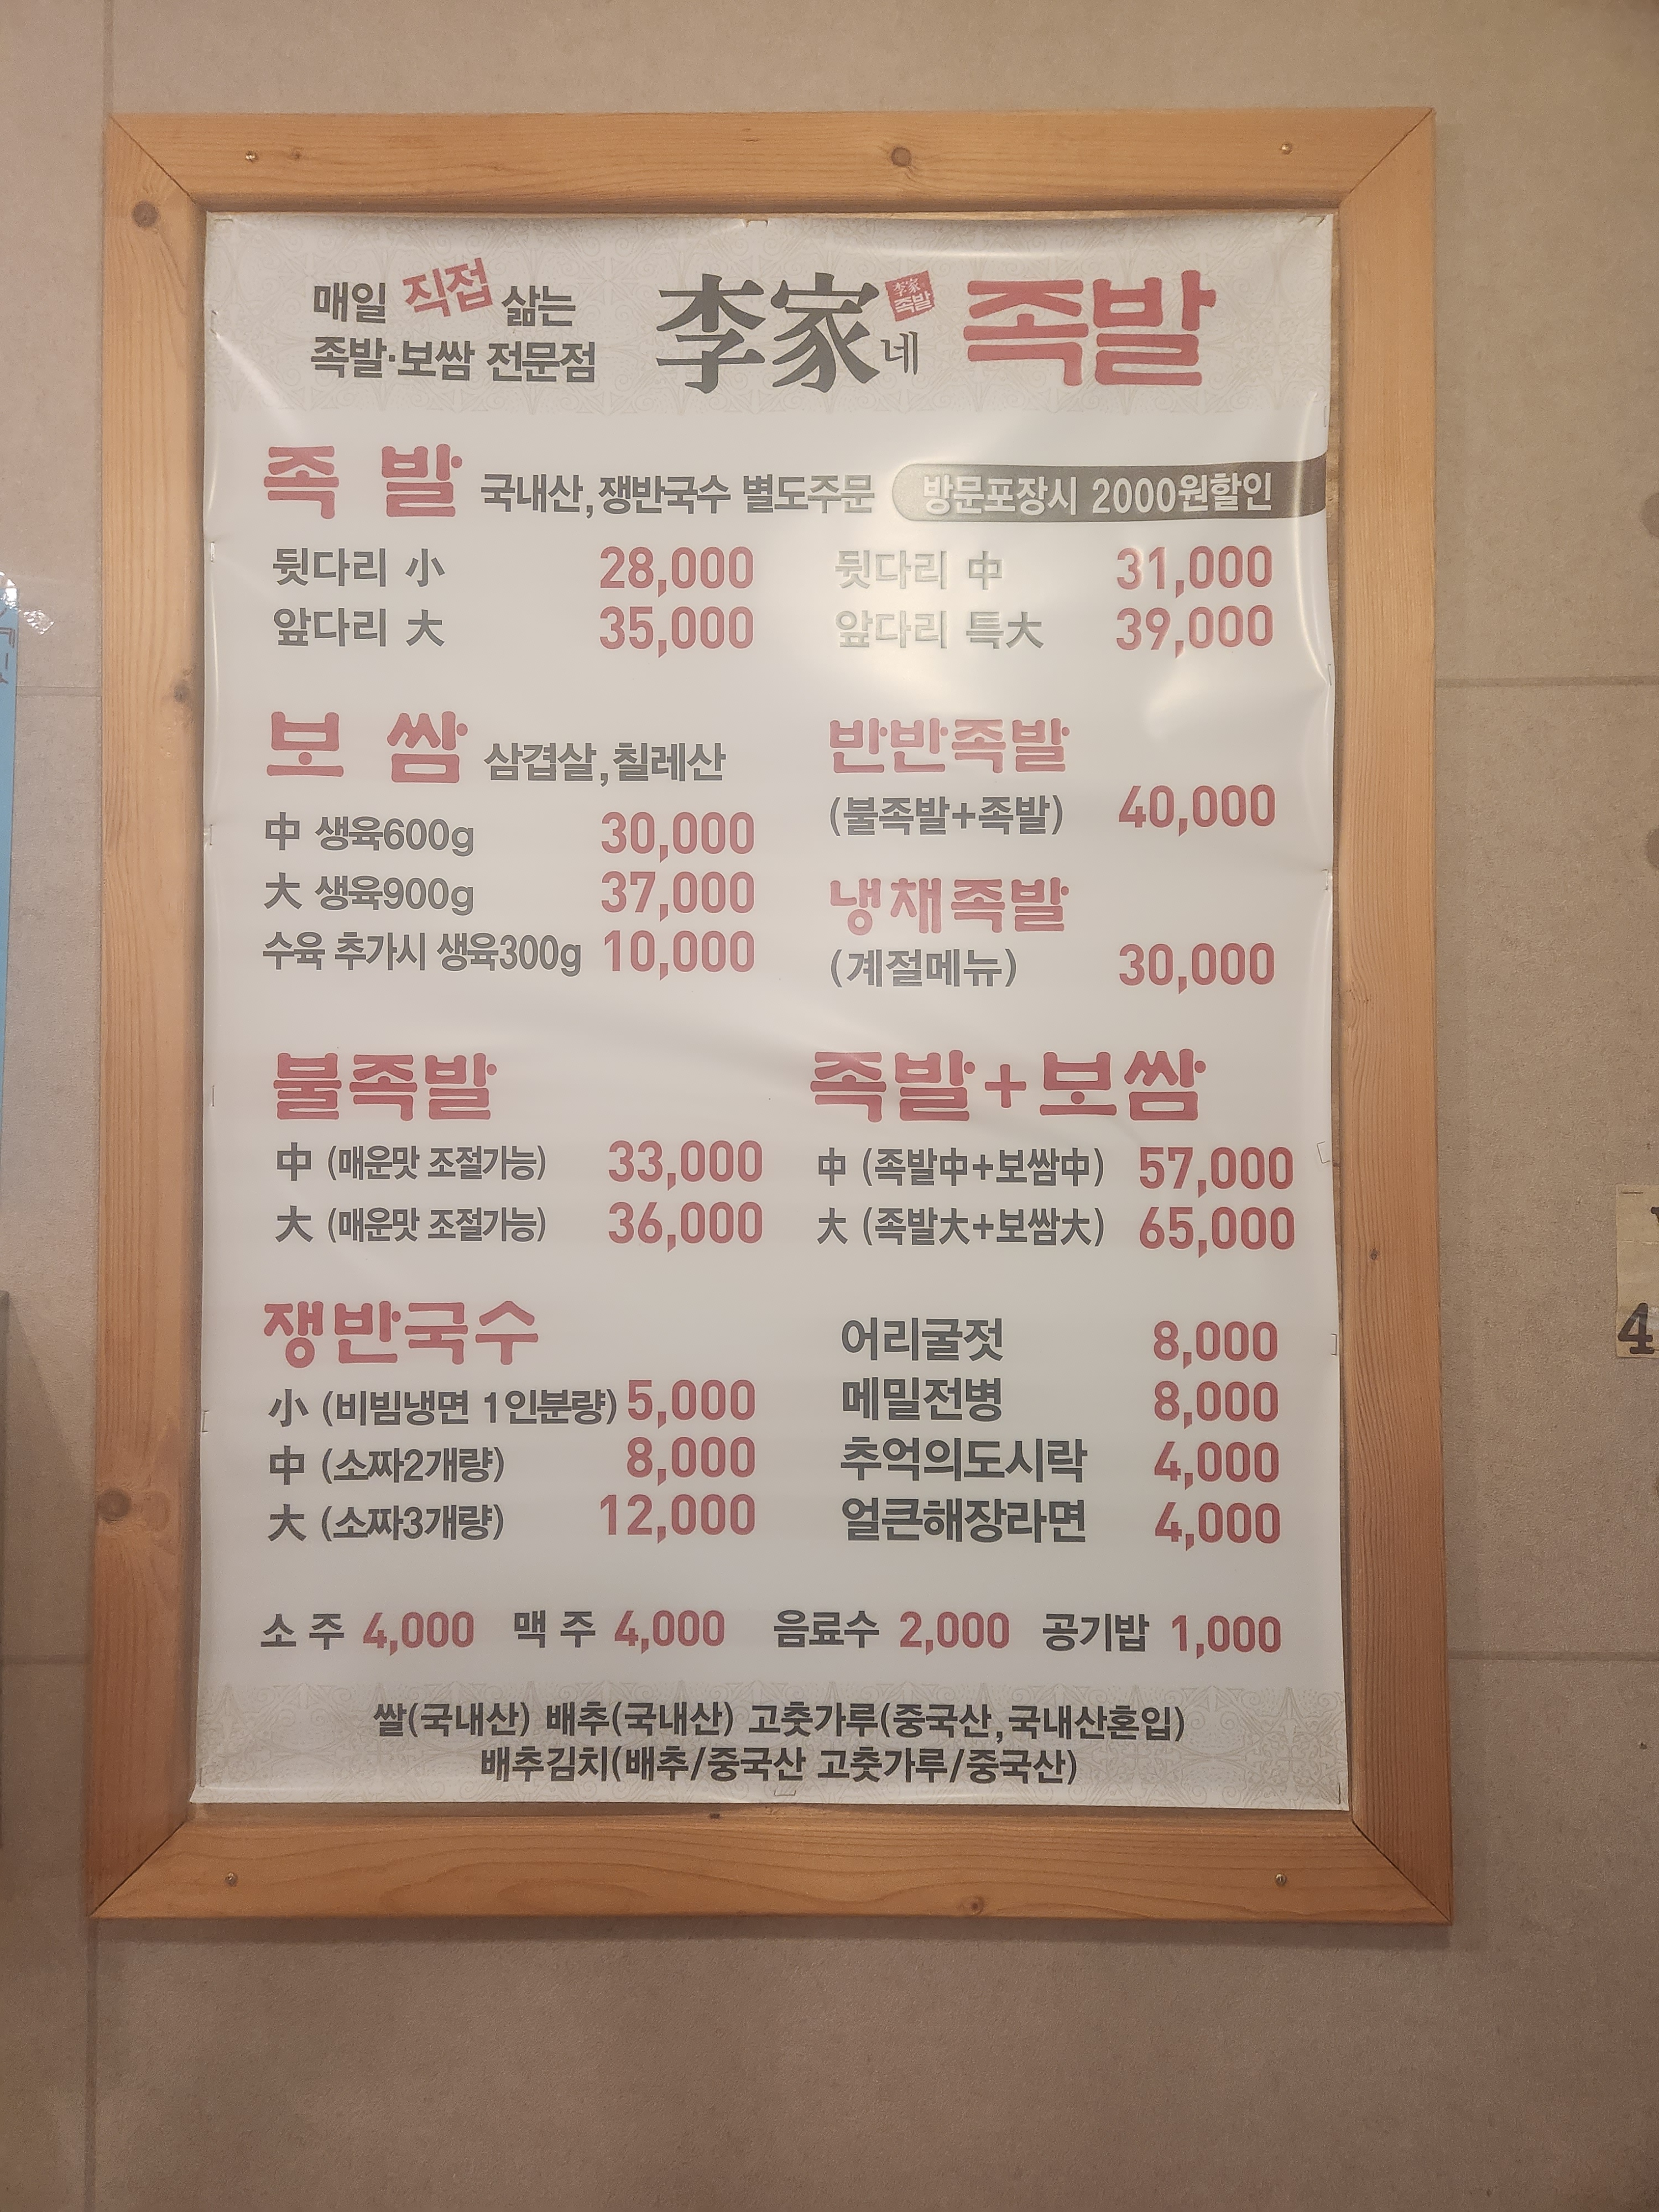 매일 직접 삶는
족발·보쌈 전문점
李家네 족발
李家
족발
족 발 국내산, 쟁반국수 별도주문 방문포장시 2000원할인
뒷다리 小 28,000 뒷다리 中 31,000
앞다리 大 35,000 앞다리 특大 39,000
보 쌈 삼겹살, 칠레산
中 생육600g 30,000
大 생육900g 37,000
수육 추가시 생육300g 10,000
반반족발
(불족발+족발) 40,000
냉채족발
(계절메뉴) 30,000
불족발
中 (매운맛 조절가능) 33,000
大 (매운맛 조절가능) 36,000
족발+보쌈
中 (족발中+보쌈中) 57,000
大 (족발大+보쌈大) 65,000
쟁반국수
小 (비빔냉면 1인분량) 5,000
中 (소짜2개량) 8,000
大 (소짜3개량) 12,000
어리굴젓 8,000
메밀전병 8,000
추억의도시락 4,000
얼큰해장라면 4,000
소 주 4,000 맥 주 4,000 음료수 2,000 공기밥 1,000
쌀(국내산) 배추(국내산) 고춧가루(중국산, 국내산혼입)
배추김치(배추/중국산 고춧가루/중국산)
4